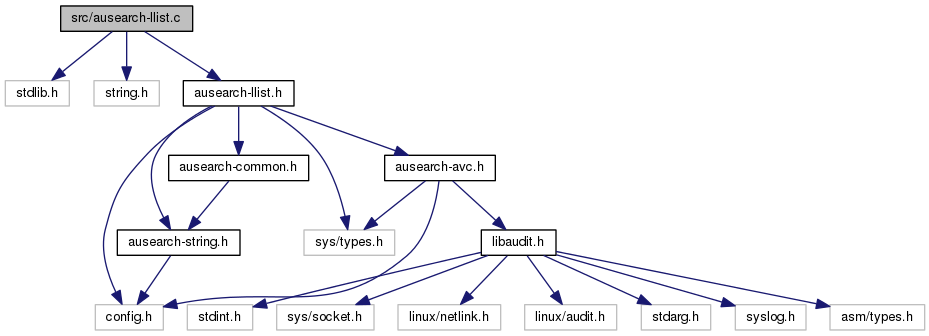 src/ausearch-llist.c
stdlib.h
string.h
ausearch-llist.h
ausearch-common.h
ausearch-avc.h
ausearch-string.h
sys/types.h
libaudit.h
config.h
stdint.h
sys/socket.h
linux/netlink.h
linux/audit.h
stdarg.h
syslog.h
asm/types.h